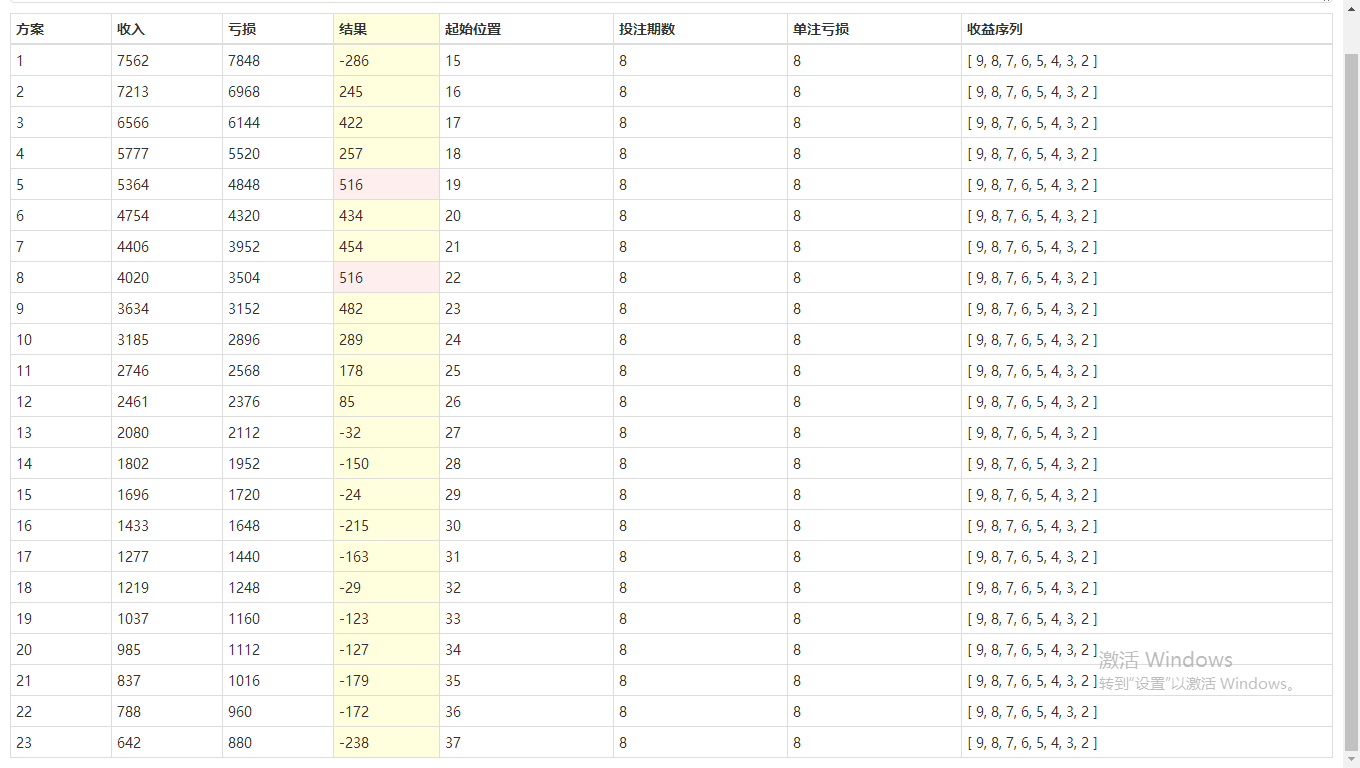 方案 收入 亏损 结果 起始位置 投注期数 单注亏损 收益序列
1 7562 7848 -286 15 8 8 [ 9, 8, 7, 6, 5, 4, 3, 2 ]
2 7213 6968 245 16 8 8 [ 9, 8, 7, 6, 5, 4, 3, 2 ]
3 6566 6144 422 17 8 8 [ 9, 8, 7, 6, 5, 4, 3, 2 ]
4 5777 5520 257 18 8 8 [ 9, 8, 7, 6, 5, 4, 3, 2 ]
5 5364 4848 516 19 8 8 [ 9, 8, 7, 6, 5, 4, 3, 2 ]
6 4754 4320 434 20 8 8 [ 9, 8, 7, 6, 5, 4, 3, 2 ]
7 4406 3952 454 21 8 8 [ 9, 8, 7, 6, 5, 4, 3, 2 ]
8 4020 3504 516 22 8 8 [ 9, 8, 7, 6, 5, 4, 3, 2 ]
9 3634 3152 482 23 8 8 [ 9, 8, 7, 6, 5, 4, 3, 2 ]
10 3185 2896 289 24 8 8 [ 9, 8, 7, 6, 5, 4, 3, 2 ]
11 2746 2568 178 25 8 8 [ 9, 8, 7, 6, 5, 4, 3, 2 ]
12 2461 2376 85 26 8 8 [ 9, 8, 7, 6, 5, 4, 3, 2 ]
13 2080 2112 -32 27 8 8 [ 9, 8, 7, 6, 5, 4, 3, 2 ]
14 1802 1952 -150 28 8 8 [ 9, 8, 7, 6, 5, 4, 3, 2 ]
15 1696 1720 -24 29 8 8 [ 9, 8, 7, 6, 5, 4, 3, 2 ]
16 1433 1648 -215 30 8 8 [ 9, 8, 7, 6, 5, 4, 3, 2 ]
17 1277 1440 -163 31 8 8 [ 9, 8, 7, 6, 5, 4, 3, 2 ]
18 1219 1248 -29 32 8 8 [ 9, 8, 7, 6, 5, 4, 3, 2 ]
19 1037 1160 -123 33 8 8 [ 9, 8, 7, 6, 5, 4, 3, 2 ]
20 985 1112 -127 34 8 8 [ 9, 8, 7, 6, 5, 4, 3, 2 ]
激活 Windows
21 837 1016 -179 35 8 8 [ 9, 8, 7, 6, 5, 4, 3, 2 ]
转到“设置”以激活 Windows。
22 788 960 -172 36 8 8 [ 9, 8, 7, 6, 5, 4, 3, 2 ]
23 642 880 -238 37 8 8 [ 9, 8, 7, 6, 5, 4, 3, 2 ]